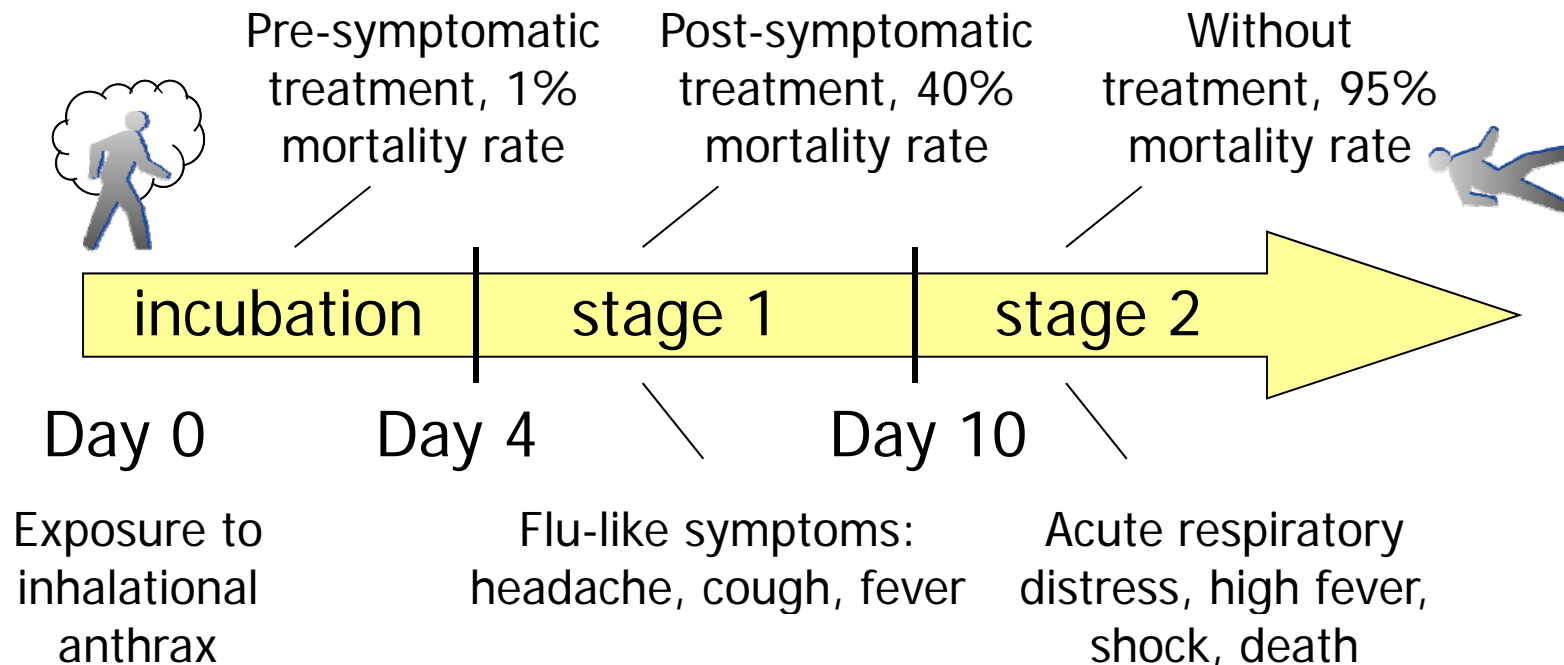 Pre-symptomatic
treatment, 1%
mortality rate
Post-symptomatic
treatment, 40%
mortality rate
Without
treatment, 95%
mortality rate
incubation
stage 1
stage 2
Day 0
Day 4
Day 10
Exposure to
inhalational
anthrax
Flu-like symptoms:
headache, cough, fever
Acute respiratory
distress, high fever,
shock, death